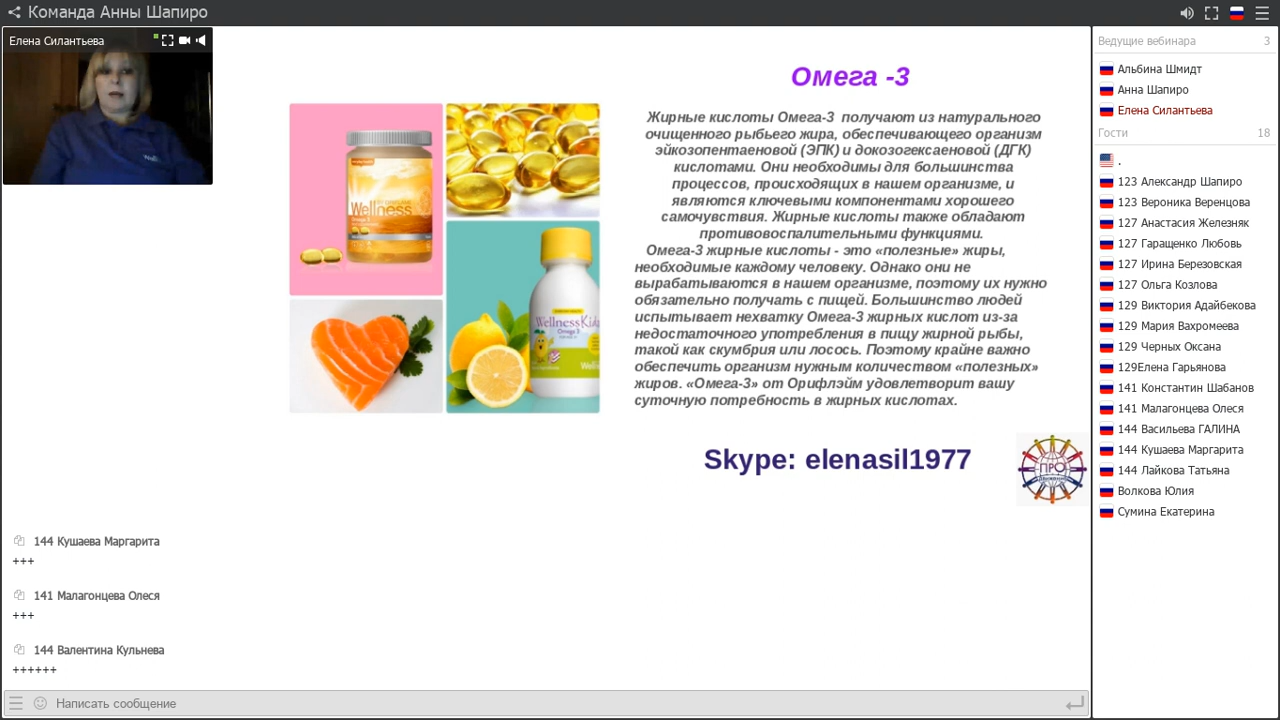 Команда Анны Шапиро
Елена Силантьева
Омега -3
Жирные кислоты Омега-3 получают из натурального
очищенного рыбьего жира, обеспечивающего организм
эйкозопентаеновой (ЭПК) и докозогексаеновой (ДГК)
кислотами. Они необходимы для большинства
процессов, происходящих в нашем организме, и
являются ключевыми компонентами хорошего
самочувствия. Жирные кислоты также обладают
противовоспалительными функциями.
Омега-3 жирные кислоты - это «полезные» жиры,
необходимые каждому человеку. Однако они не
вырабатываются в нашем организме, поэтому их нужно
обязательно получать с пищей. Большинство людей
испытывает нехватку Омега-3 жирных кислот из-за
недостаточного употребления в пищу жирной рыбы,
такой как скумбрия или лосось. Поэтому крайне важно
обеспечить организм нужным количеством «полезных»
жиров. «Омега-3» от Орифлэйм удовлетворит вашу
суточную потребность в жирных кислотах.
Wellness
Omega 3
WellnessKids
Omega 3
Skype: elenasil1977
ПРО
144 Кушаева Маргарита
+++
141 Малагонцева Олеся
+++
144 Валентина Кульнева
++++++
Написать сообщение
Ведущие вебинара 3
Альбина Шмидт
Анна Шапиро
Елена Силантьева
Гости 18
.
123 Александр Шапиро
123 Вероника Веренцова
127 Анастасия Железняк
127 Гаращенко Любовь
127 Ирина Березовская
127 Ольга Козлова
129 Виктория Адайбекова
129 Мария Вахромеева
129 Черных Оксана
129Елена Гарьянова
141 Константин Шабанов
141 Малагонцева Олеся
144 Васильева ГАЛИНА
144 Кушаева Маргарита
144 Лайкова Татьяна
Волкова Юлия
Сумина Екатерина